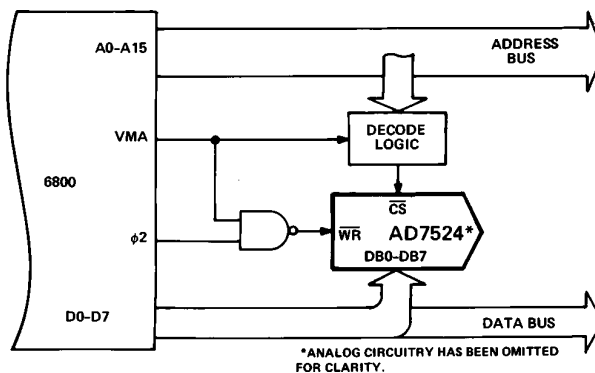 A0–A15
ADDRESS
BUS
VMA
DECODE
LOGIC
6800
CS
AD7524*
WR
φ2
DB0–DB7
D0–D7
DATA BUS
*ANALOG CIRCUITRY HAS BEEN OMITTED
FOR CLARITY.